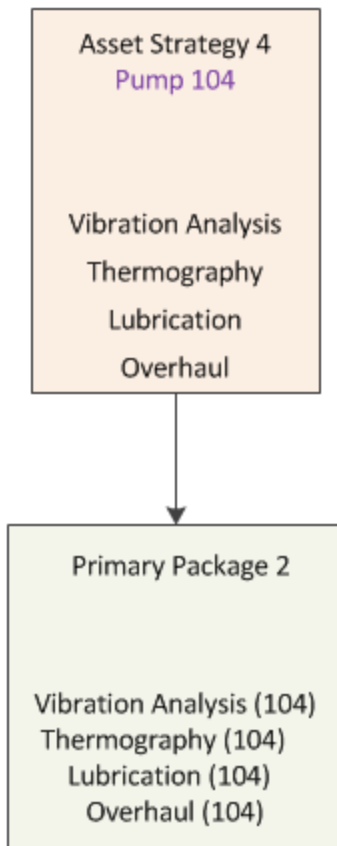 Asset Strategy 4
Pump 104
Vibration Analysis
Thermography
Lubrication
Overhaul
Primary Package 2
Vibration Analysis (104)
Thermography (104)
Lubrication (104)
Overhaul (104)